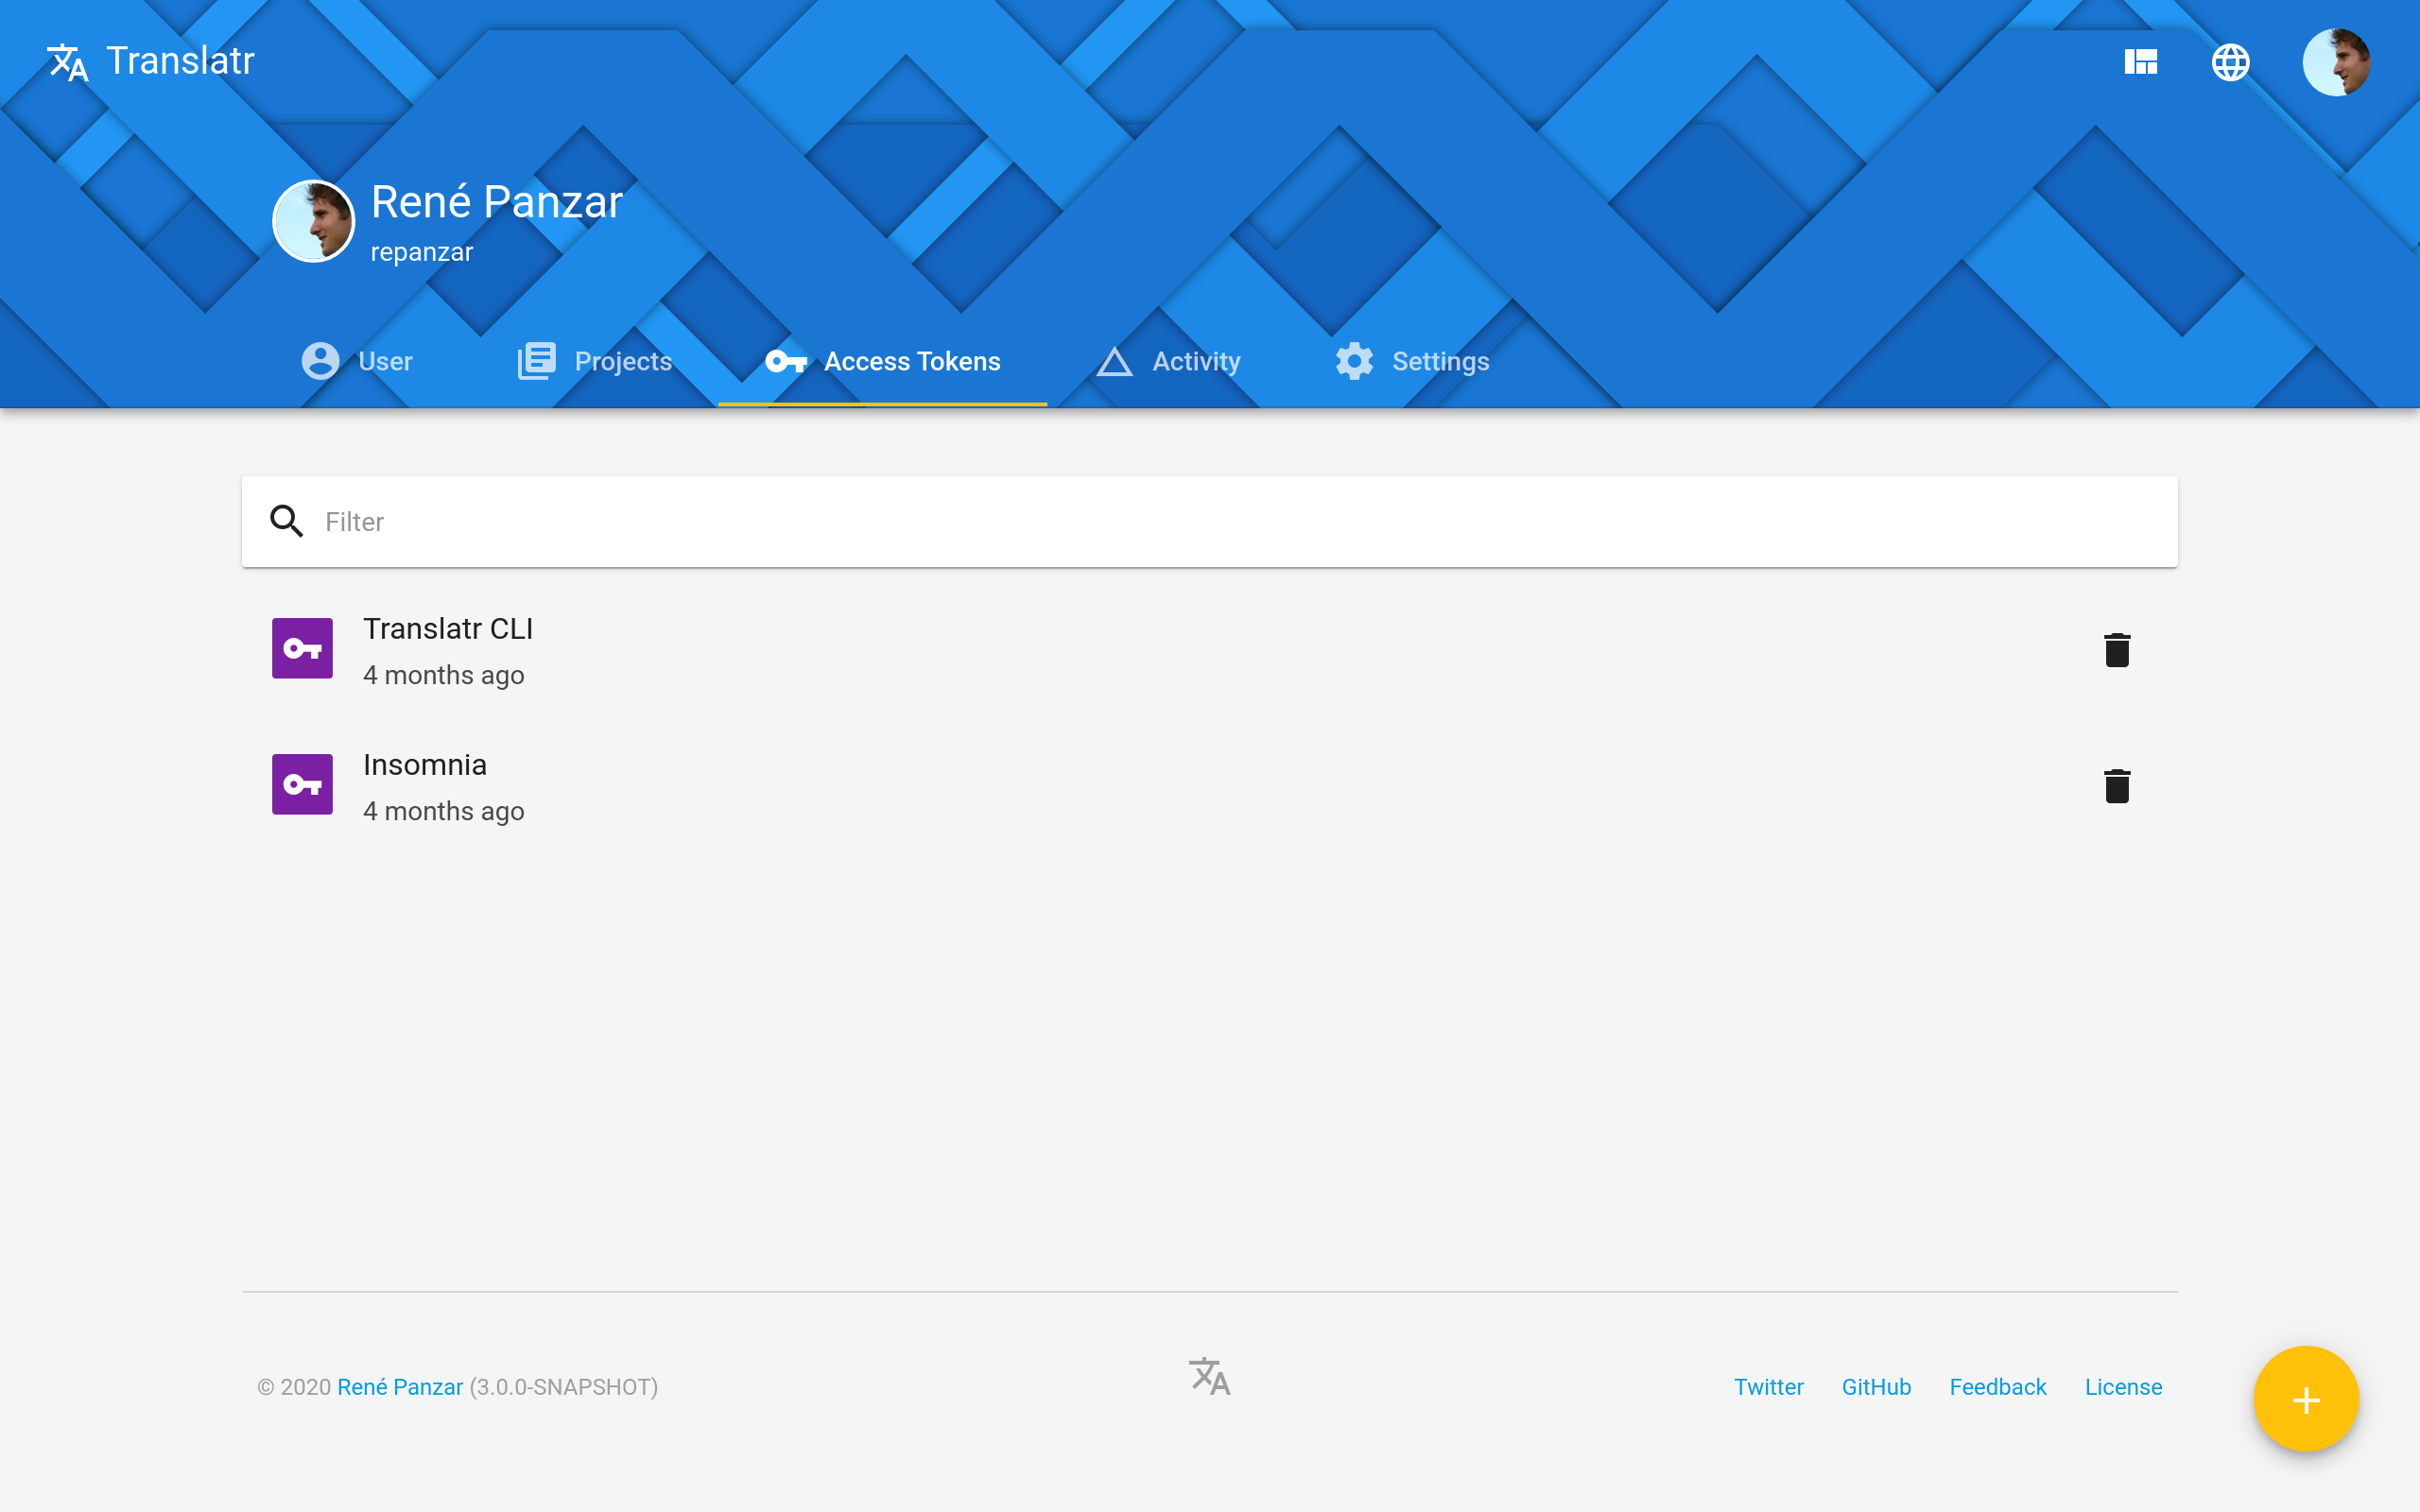 Translatr
René Panzar
repanzar
User Projects Access Tokens Activity Settings
Filter
Translatr CLI
4 months ago
Insomnia
4 months ago
© 2020 René Panzar (3.0.0-SNAPSHOT) Twitter GitHub Feedback License